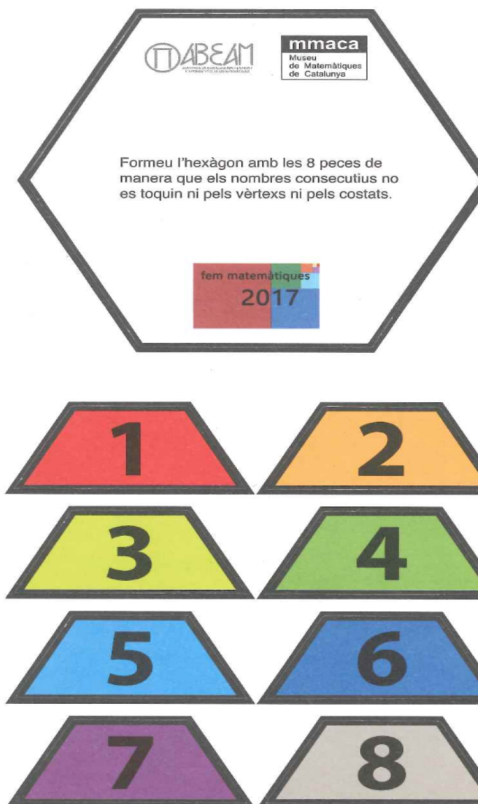 ABEAM
mmaca
Museu
de Matemàtiques
de Catalunya
Formeu l'hexàgon amb les 8 peces de
manera que els nombres consecutius no
es toquin ni pels vèrtexs ni pels costats.
fem matemàtiques
2017
1 2
3 4
5 6
7 8